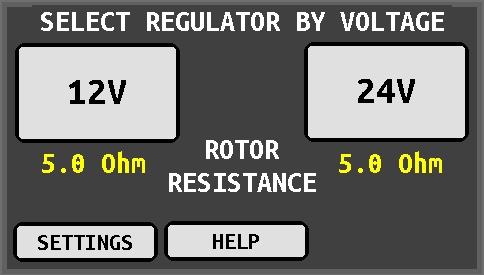 SELECT REGULATOR BY VOLTAGE
12V
24V
5.0 Ohm
ROTOR
RESISTANCE
5.0 Ohm
SETTINGS
HELP